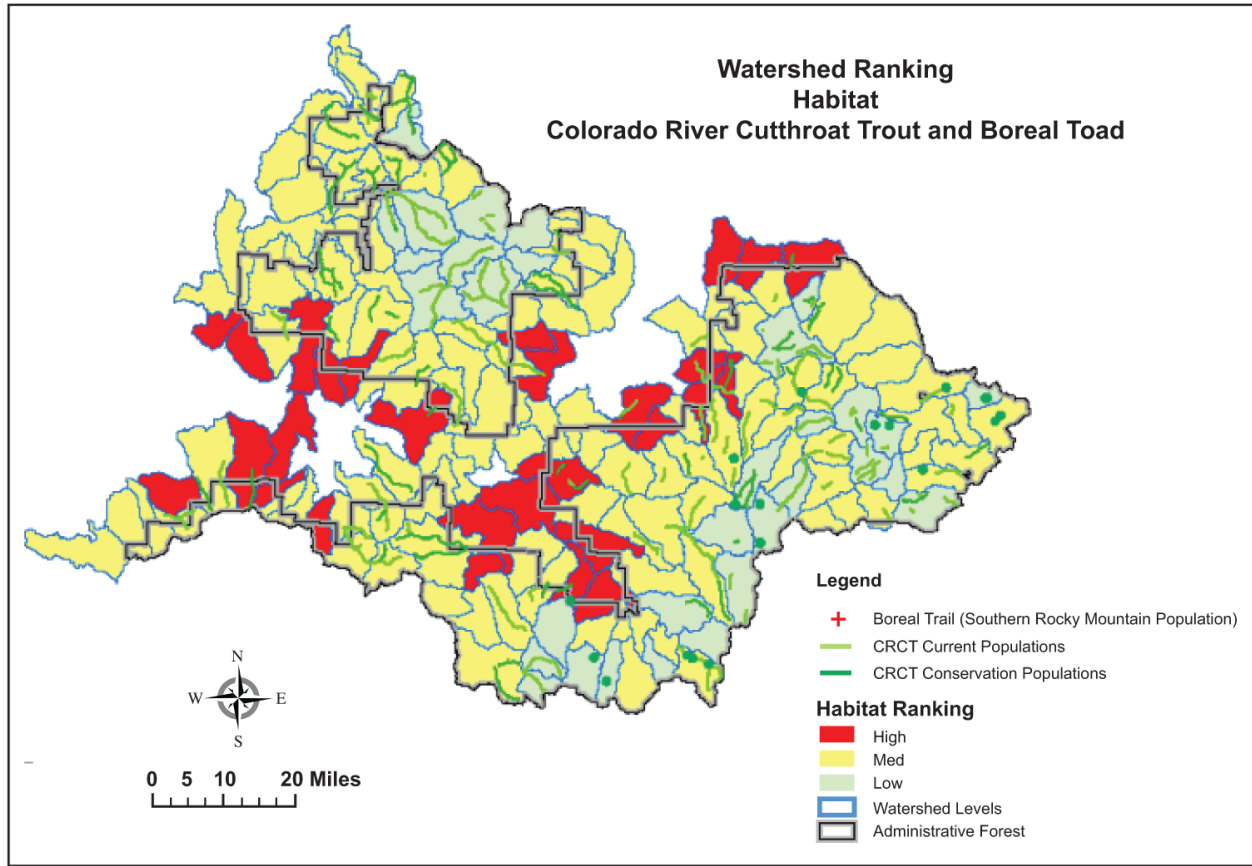 Watershed Ranking
Habitat
Colorado River Cutthroat Trout and Boreal Toad
Legend
Boreal Trail (Southern Rocky Mountain Population)
CRCT Current Populations
CRCT Conservation Populations
Habitat Ranking
High
Med
Low
Watershed Levels
Administrative Forest
N
W E
S
0 5 10 20 Miles